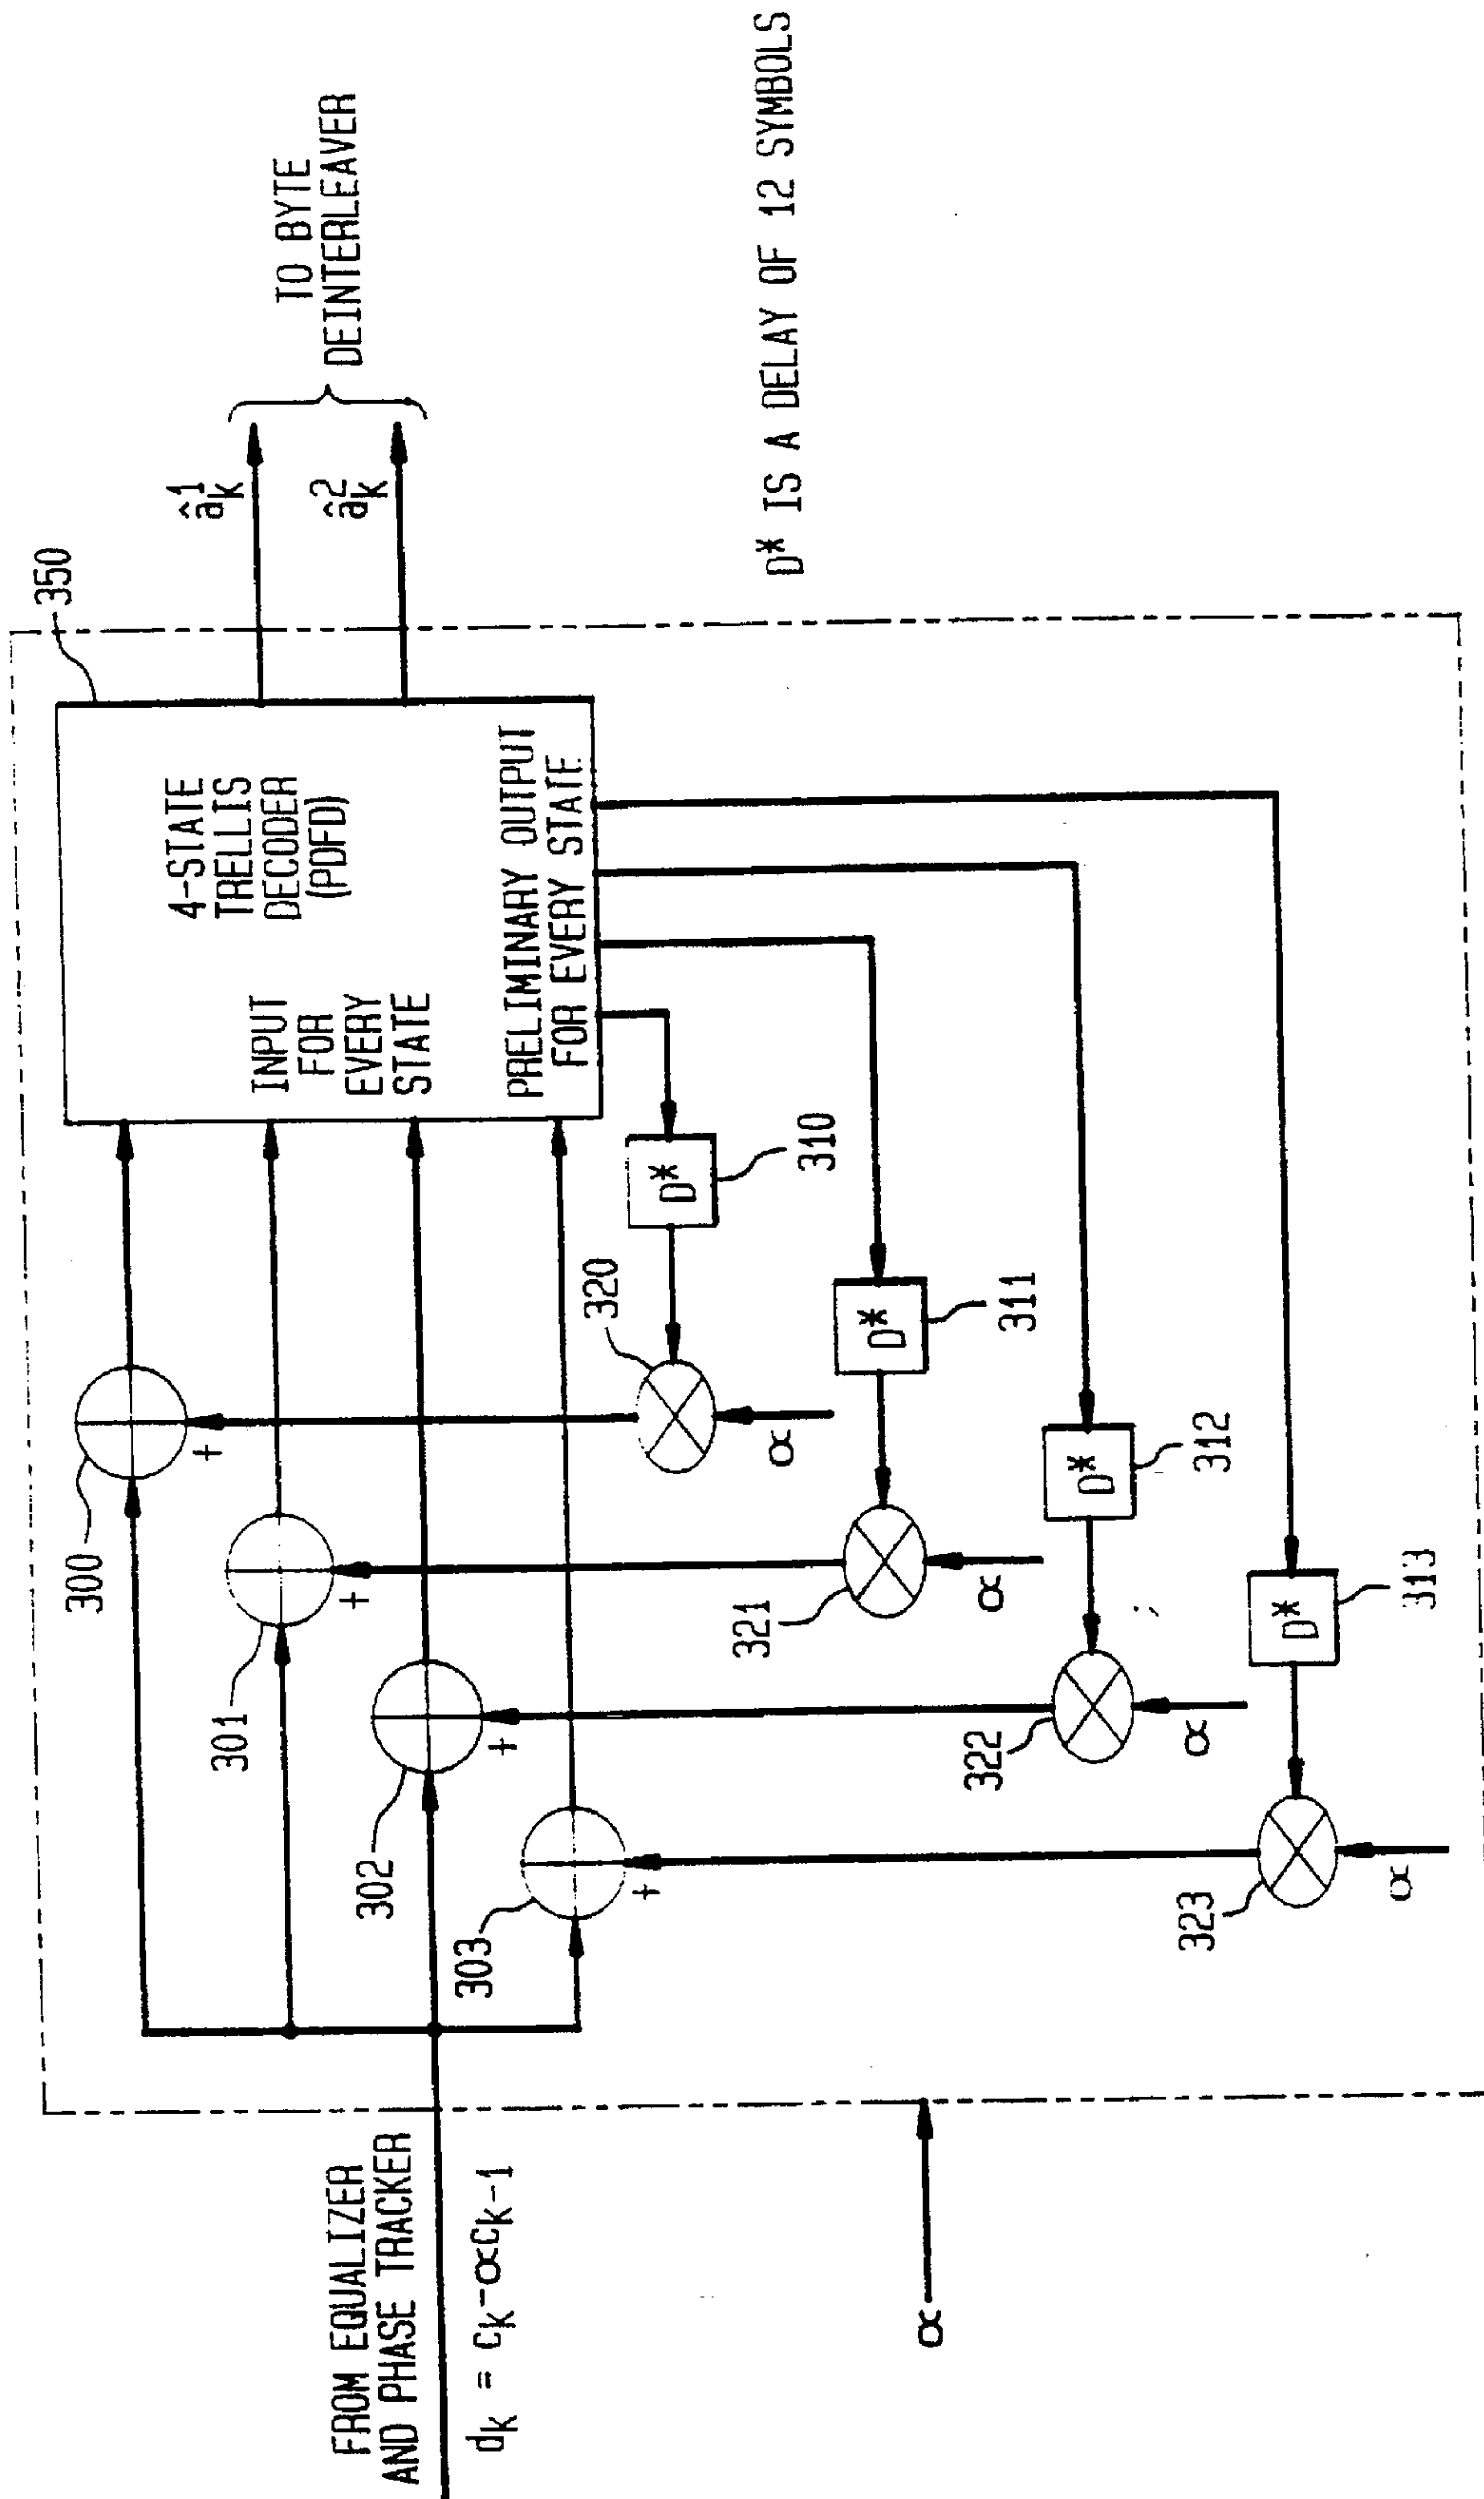 350
TO BYTE
DEINTERLEAVER
â¹ₖ
â²ₖ
4-STATE
TRELLIS
DECODER
(PDFD)
INPUT
FOR
EVERY
STATE
PRELIMINARY OUTPUT
FOR EVERY STATE
300
+
301
+
302
+
303
+
D*
310
320
α
D*
311
321
α
D*
312
322
α
D*
313
323
α
FROM EQUALIZER
AND PHASE TRACKER
dₖ = cₖ-αcₖ₋₁
α
D* IS A DELAY OF 12 SYMBOLS